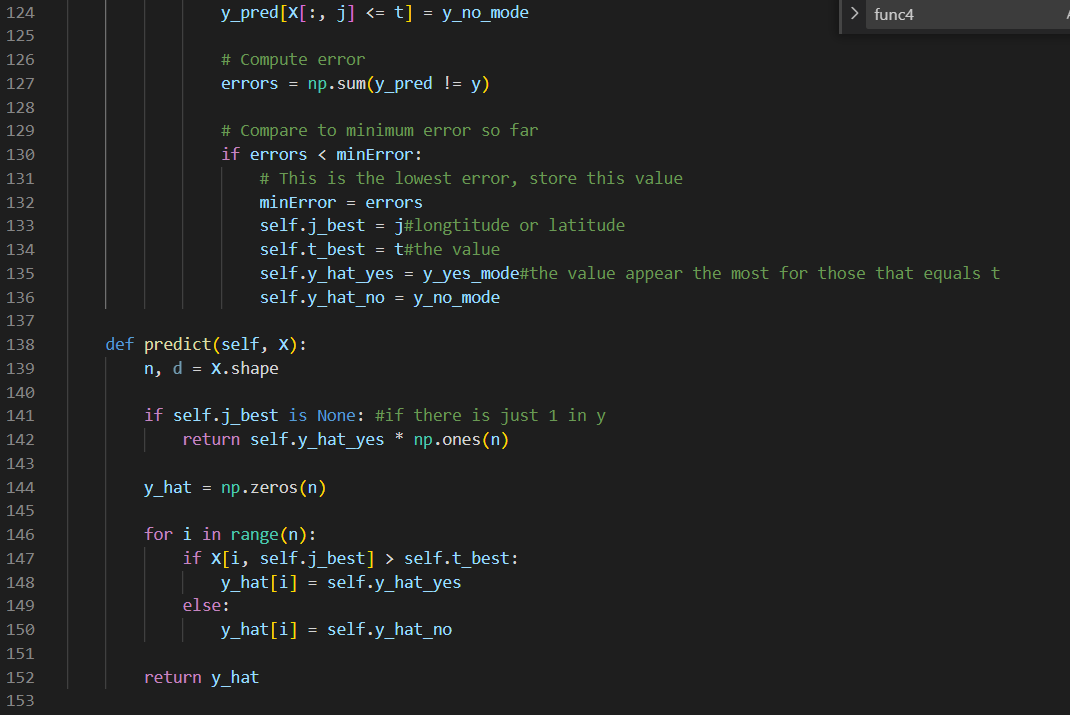 func4
124 y_pred[X[:, j] <= t] = y_no_mode
125
126 # Compute error
127 errors = np.sum(y_pred != y)
128
129 # Compare to minimum error so far
130 if errors < minError:
131 # This is the lowest error, store this value
132 minError = errors
133 self.j_best = j#longtitude or latitude
134 self.t_best = t#the value
135 self.y_hat_yes = y_yes_mode#the value appear the most for those that equals t
136 self.y_hat_no = y_no_mode
137
138 def predict(self, X):
139 n, d = X.shape
140
141 if self.j_best is None: #if there is just 1 in y
142 return self.y_hat_yes * np.ones(n)
143
144 y_hat = np.zeros(n)
145
146 for i in range(n):
147 if X[i, self.j_best] > self.t_best:
148 y_hat[i] = self.y_hat_yes
149 else:
150 y_hat[i] = self.y_hat_no
151
152 return y_hat
153